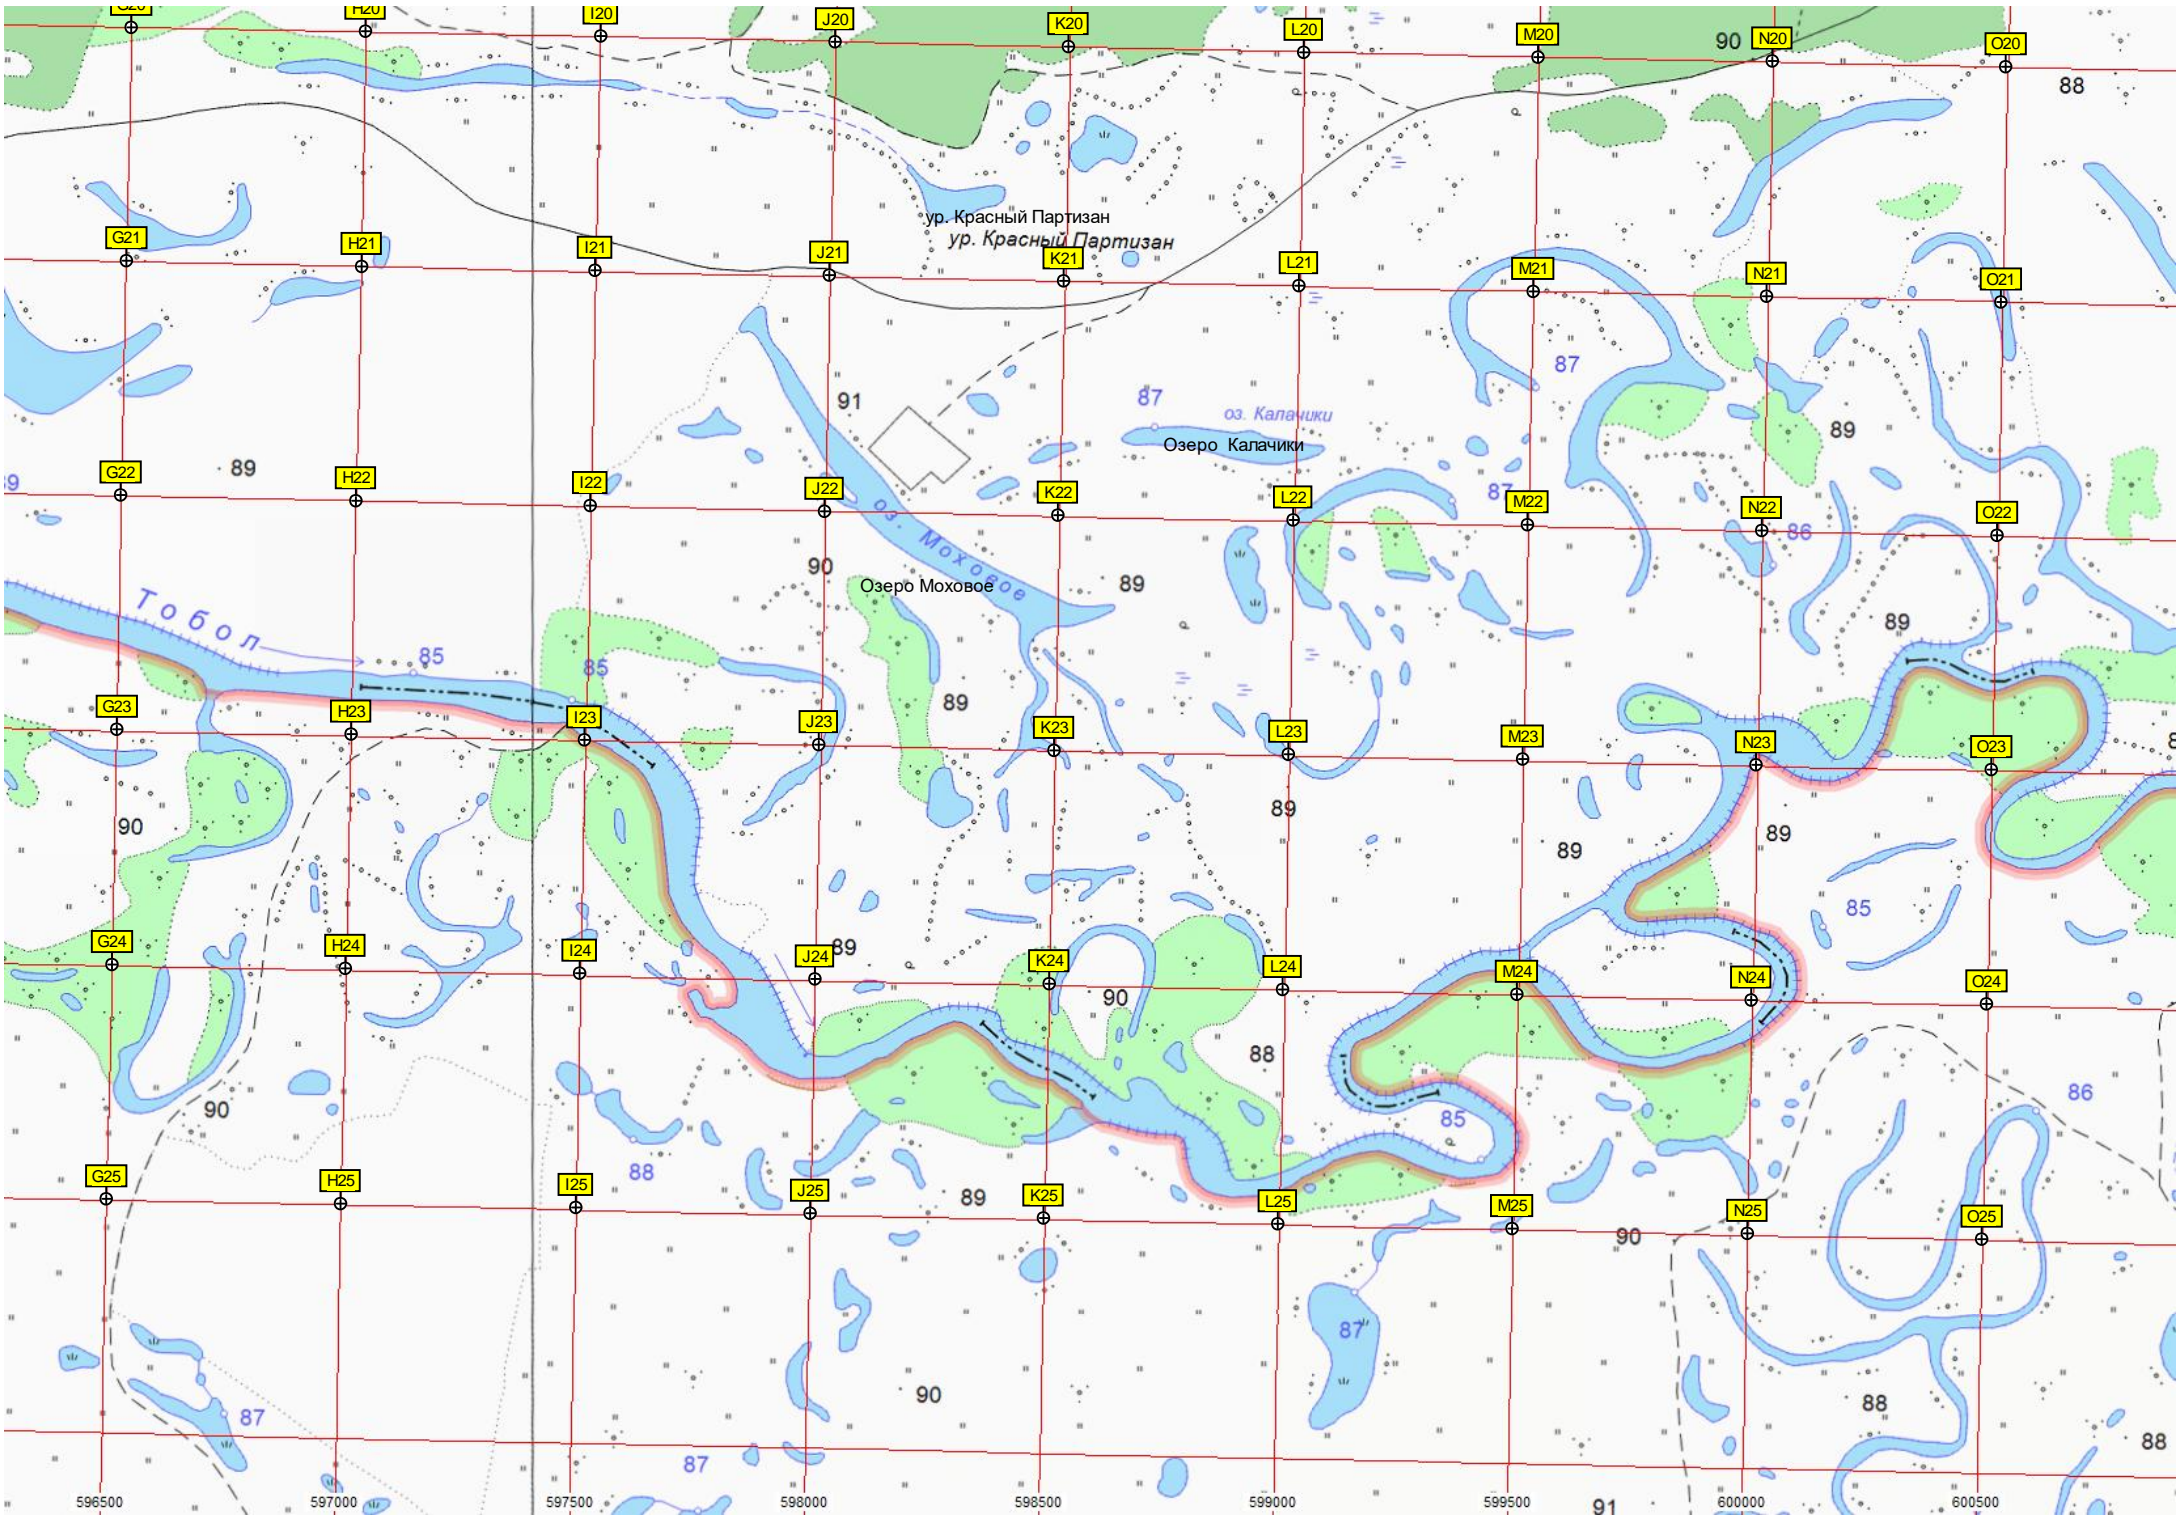 G20 H20 I20 J20 K20 L20 M20 N20 O20
90
88
ур. Красный Партизан
ур. Красный Партизан
G21 H21 I21 J21 K21 L21 M21 N21 O21
87
91
87
оз. Калачики
Озеро Калачики
89
89
G22 H22 I22 J22 K22 L22 M22 N22 O22
87
86
оз. Моховое
90
89
Озеро Моховое
Тобол
89
85
85
89
G23 H23 I23 J23 K23 L23 M23 N23 O23
90
89
89
89
85
89
G24 H24 I24 J24 K24 L24 M24 N24 O24
90
88
90
85
86
88
G25 H25 I25 J25 K25 L25 M25 N25 O25
89
90
87
90
88
87
88
87
91
596500 597000 597500 598000 598500 599000 599500 600000 600500